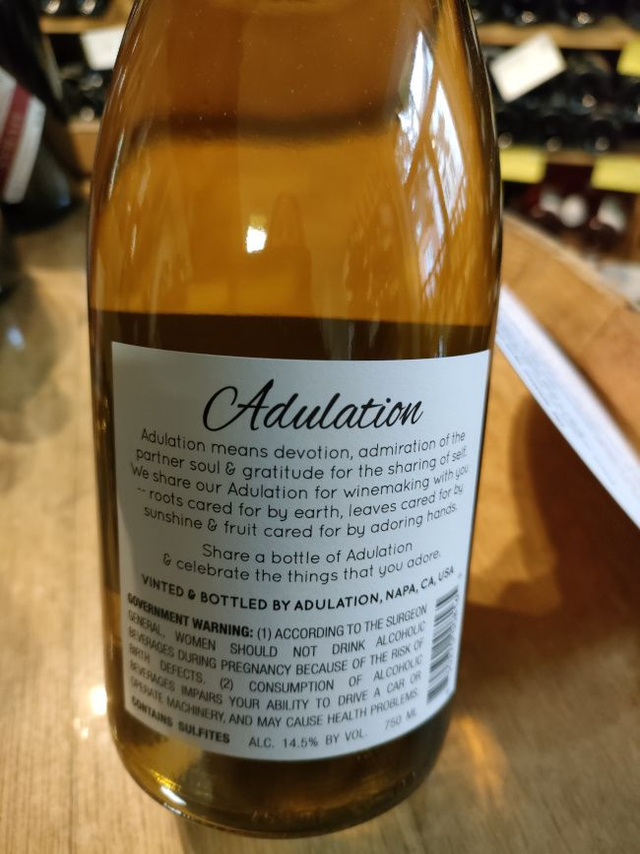 Adulation
Adulation means devotion, admiration of the
partner soul & gratitude for the sharing of self.
We share our Adulation for winemaking with you
-- roots cared for by earth, leaves cared for by
sunshine & fruit cared for by adoring hands.
Share a bottle of Adulation
& celebrate the things that you adore.
VINTED & BOTTLED BY ADULATION, NAPA, CA, USA
GOVERNMENT WARNING: (1) ACCORDING TO THE SURGEON
GENERAL, WOMEN SHOULD NOT DRINK ALCOHOLIC
BEVERAGES DURING PREGNANCY BECAUSE OF THE RISK OF
BIRTH DEFECTS. (2) CONSUMPTION OF ALCOHOLIC
BEVERAGES IMPAIRS YOUR ABILITY TO DRIVE A CAR OR
OPERATE MACHINERY, AND MAY CAUSE HEALTH PROBLEMS.
CONTAINS SULFITES ALC. 14.5% BY VOL. 750 ML